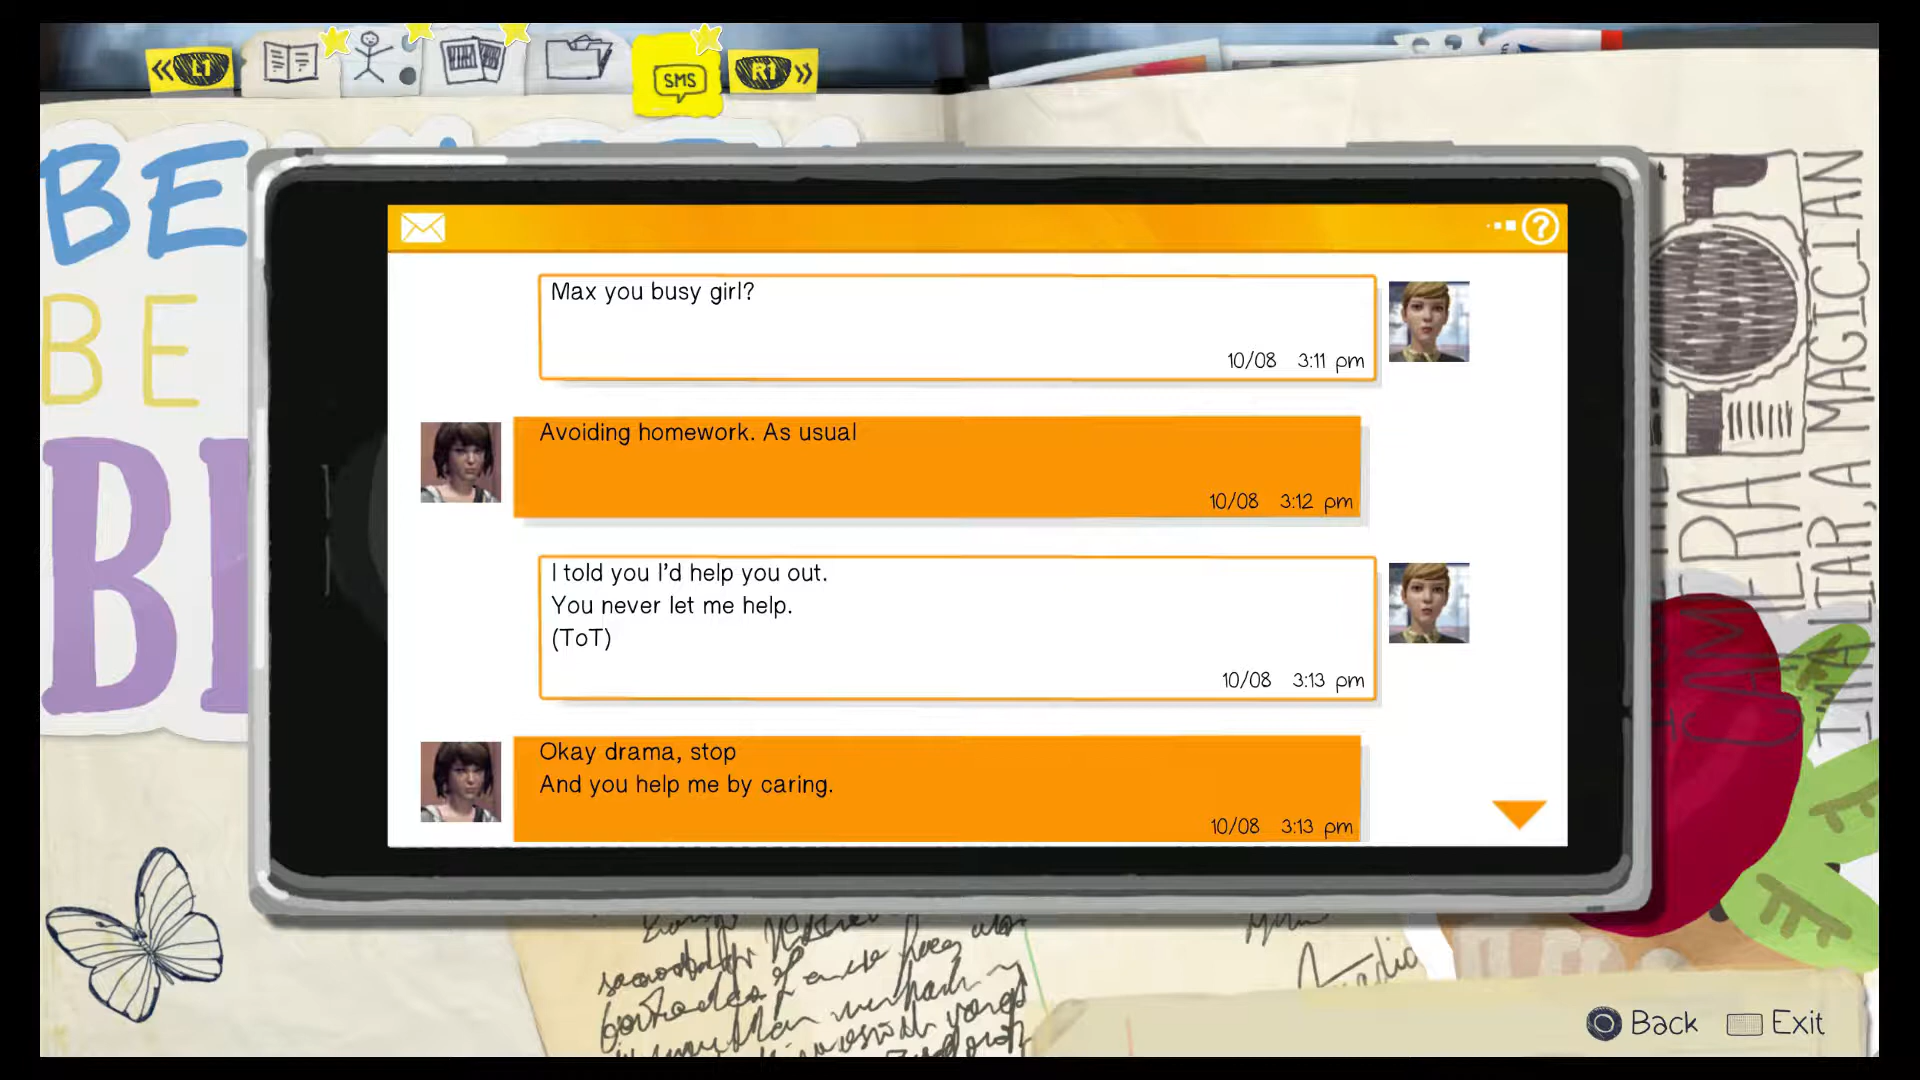 L1
SMS
R1
BE
BE
Max you busy girl?
10/08 3:11 pm
Avoiding homework. As usual
10/08 3:12 pm
I told you I'd help you out.
You never let me help.
(ToT)
10/08 3:13 pm
Okay drama, stop
And you help me by caring.
10/08 3:13 pm
?
CAMERA
I'M A LIAR, A MAGICIAN
Back Exit